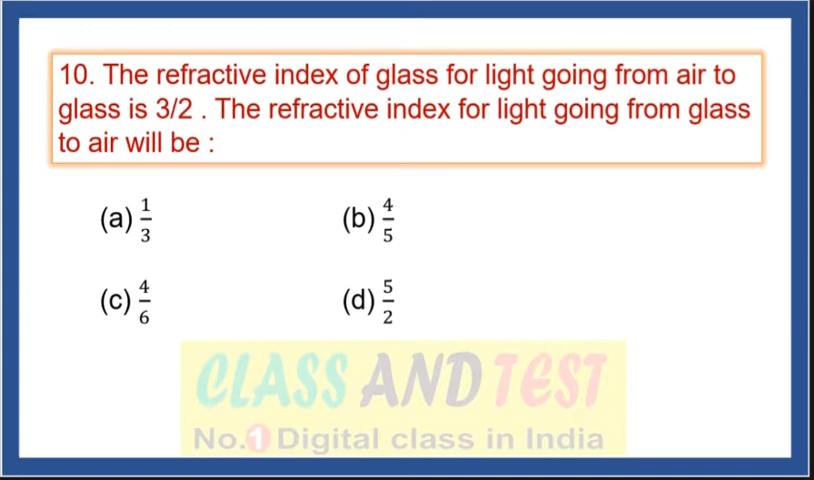 10. The refractive index of glass for light going from air to
glass is 3/2 . The refractive index for light going from glass
to air will be :
(a) 1/3 (b) 4/5
(c) 4/6 (d) 5/2
CLASS AND TEST
No.1 Digital class in India